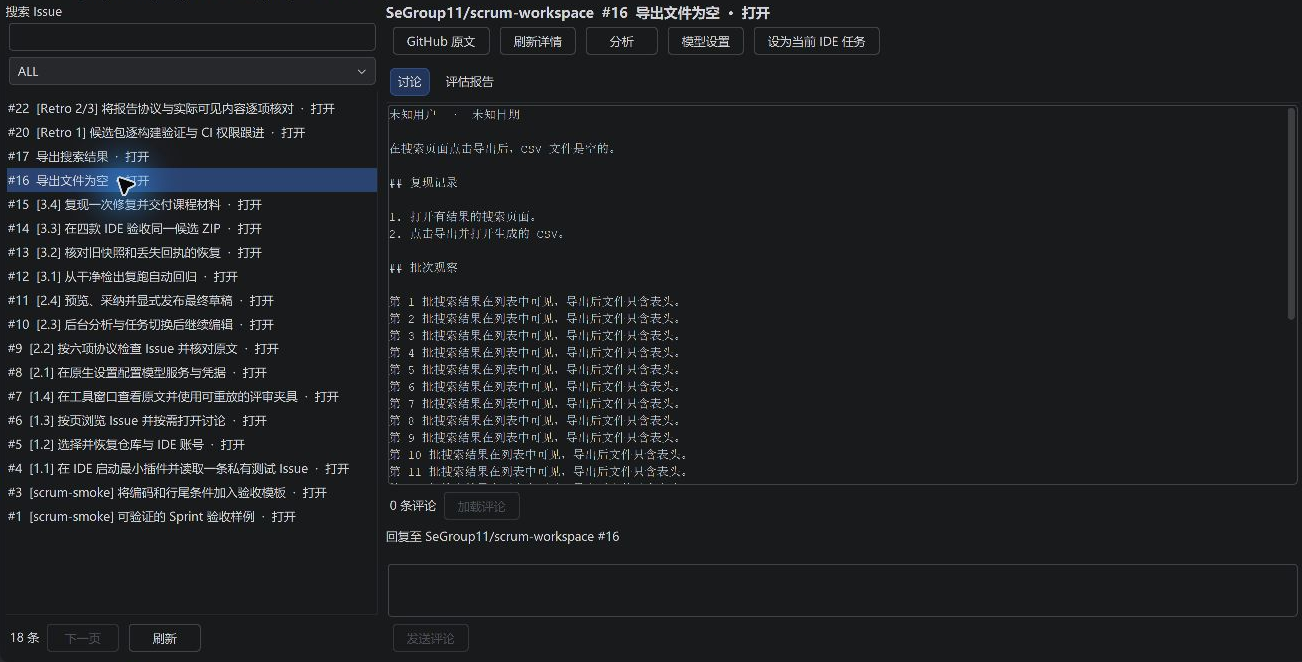 搜索 Issue
ALL
#22 [Retro 2/3] 将报告协议与实际可见内容逐项核对 · 打开
#20 [Retro 1] 候选包逐构建验证与 CI 权限跟进 · 打开
#17 导出搜索结果 · 打开
#16 导出文件为空 · 打开
#15 [3.4] 复现一次修复并交付课程材料 · 打开
#14 [3.3] 在四款 IDE 验收同一候选 ZIP · 打开
#13 [3.2] 核对旧快照和丢失回执的恢复 · 打开
#12 [3.1] 从干净检出复跑自动回归 · 打开
#11 [2.4] 预览、采纳并显式发布最终草稿 · 打开
#10 [2.3] 后台分析与任务切换后继续编辑 · 打开
#9 [2.2] 按六项协议检查 Issue 并核对原文 · 打开
#8 [2.1] 在原生设置配置模型服务与凭据 · 打开
#7 [1.4] 在工具窗口查看原文并使用可重放的评审夹具 · 打开
#6 [1.3] 按页浏览 Issue 并按需打开讨论 · 打开
#5 [1.2] 选择并恢复仓库与 IDE 账号 · 打开
#4 [1.1] 在 IDE 启动最小插件并读取一条私有测试 Issue · 打开
#3 [scrum-smoke] 将编码和行尾条件加入验收模板 · 打开
#1 [scrum-smoke] 可验证的 Sprint 验收样例 · 打开
18 条 下一页 刷新
SeGroup11/scrum-workspace #16 导出文件为空 • 打开
GitHub 原文 刷新详情 分析 模型设置 设为当前 IDE 任务
讨论 评估报告
未知用户 · 未知日期
在搜索页面点击导出后，CSV 文件是空的。
## 复现记录
1. 打开有结果的搜索页面。
2. 点击导出并打开生成的 CSV。
## 批次观察
第 1 批搜索结果在列表中可见，导出后文件只含表头。
第 2 批搜索结果在列表中可见，导出后文件只含表头。
第 3 批搜索结果在列表中可见，导出后文件只含表头。
第 4 批搜索结果在列表中可见，导出后文件只含表头。
第 5 批搜索结果在列表中可见，导出后文件只含表头。
第 6 批搜索结果在列表中可见，导出后文件只含表头。
第 7 批搜索结果在列表中可见，导出后文件只含表头。
第 8 批搜索结果在列表中可见，导出后文件只含表头。
第 9 批搜索结果在列表中可见，导出后文件只含表头。
第 10 批搜索结果在列表中可见，导出后文件只含表头。
第 11 批搜索结果在列表中可见，导出后文件只含表头。
0 条评论 加载评论
回复至 SeGroup11/scrum-workspace #16
发送评论